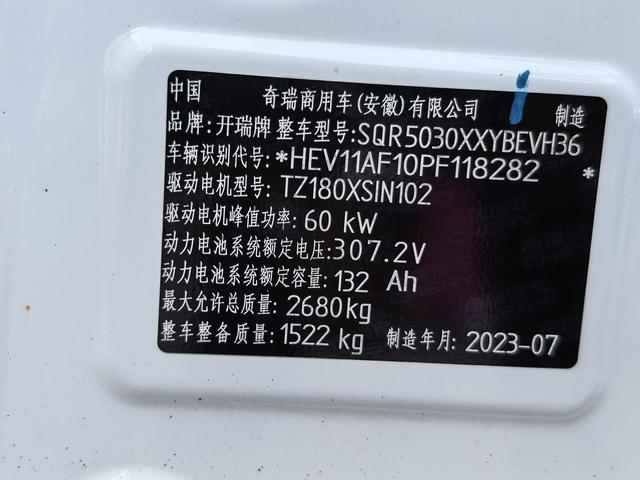 中国 奇瑞商用车(安徽)有限公司 制造
品牌:开瑞牌 整车型号:SQR5030XXYBEVH36
车辆识别代号:*HEV11AF10PF118282*
驱动电机型号:TZ180XSIN102
驱动电机峰值功率:60 kW
动力电池系统额定电压:307.2V
动力电池系统额定容量:132 Ah
最大允许总质量:2680kg
整车整备质量:1522 kg 制造年月:2023-07